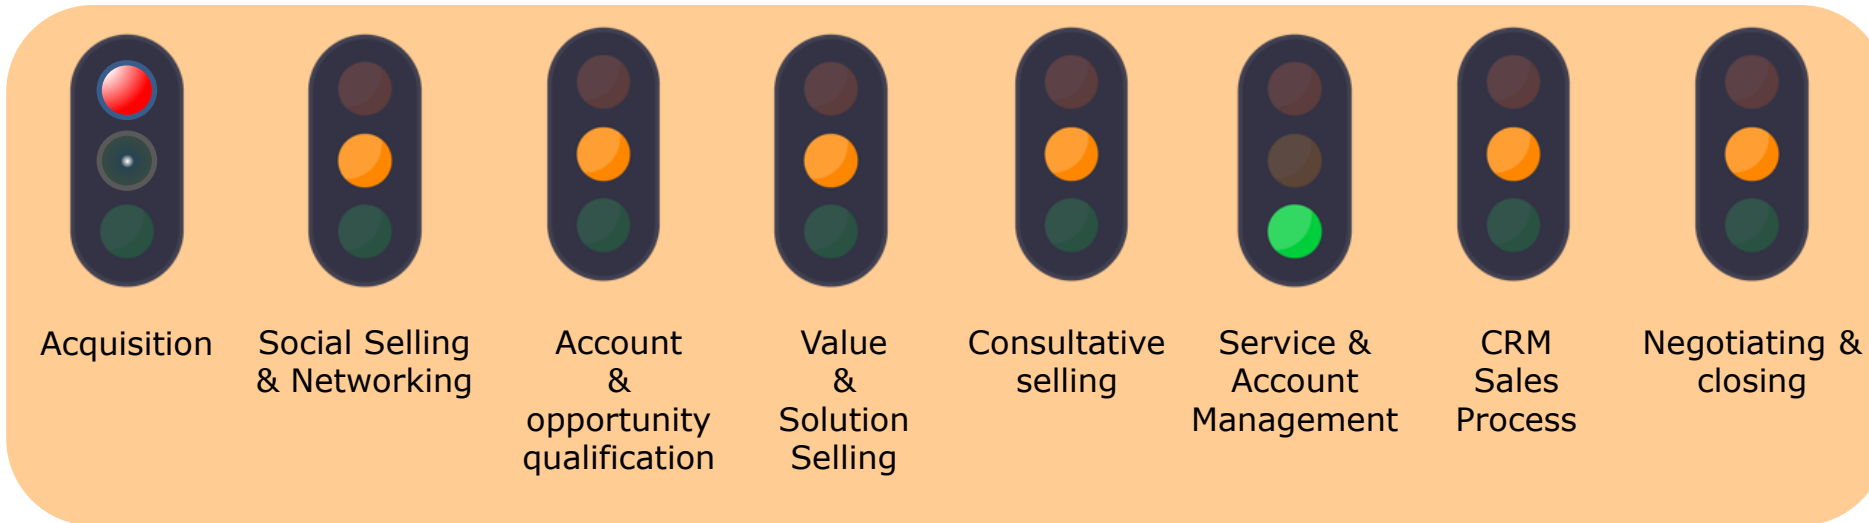 Acquisition
Social Selling
& Networking
Account
&
opportunity
qualification
Value
&
Solution
Selling
Consultative
selling
Service &
Account
Management
CRM
Sales
Process
Negotiating &
closing